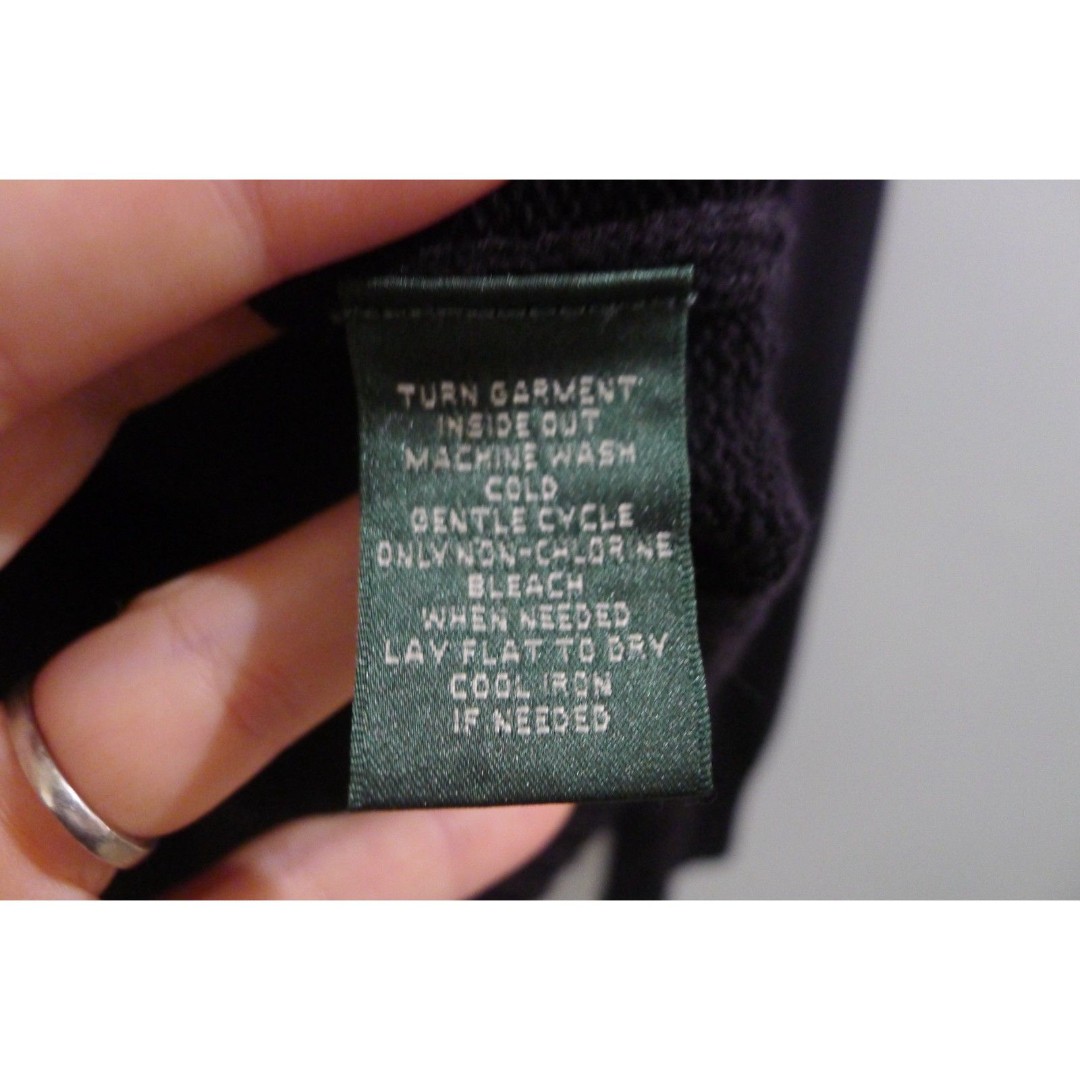 TURN GARMENT
INSIDE OUT
MACHINE WASH
COLD
GENTLE CYCLE
ONLY NON-CHLORINE
BLEACH
WHEN NEEDED
LAY FLAT TO DRY
COOL IRON
IF NEEDED